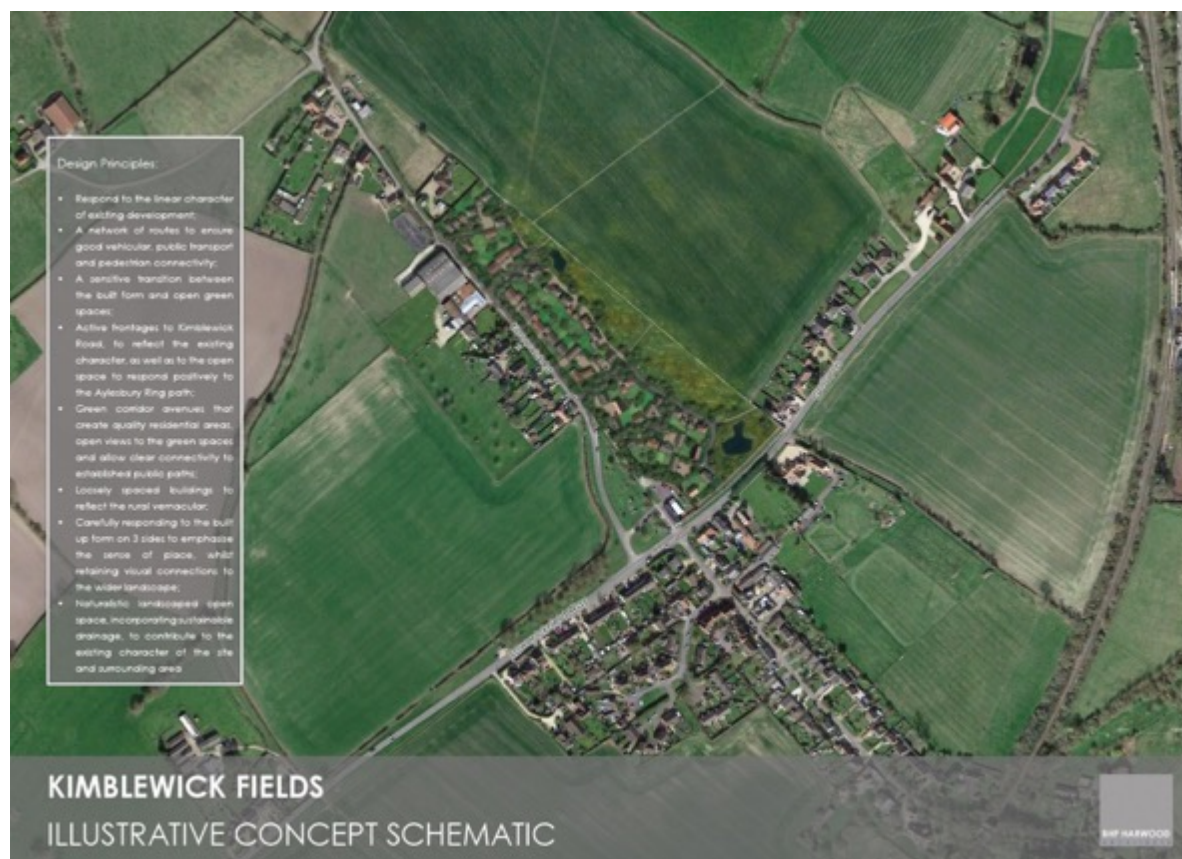 Design Principles:
• Respond to the linear character
of existing development;
• A network of routes to ensure
good vehicular, public transport
and pedestrian connectivity;
• A sensitive transition between
the built form and open green
spaces;
• Active frontages to Kimblewick
Road, to reflect the existing
character, as well as to the open
space to respond positively to
the Aylesbury Ring path;
• Green corridor avenues that
create quality residential areas,
open views to the green spaces
and allow clear connectivity to
established public paths;
• Loosely spaced buildings to
reflect the rural vernacular;
• Carefully responding to the built
up form on 3 sides to emphasise
the sense of place, whilst
retaining visual connections to
the wider landscape;
• Naturalistic landscaped open
space, incorporating sustainable
drainage, to contribute to the
existing character of the site
and surrounding area
KIMBLEWICK FIELDS
ILLUSTRATIVE CONCEPT SCHEMATIC
BHP HARWOOD